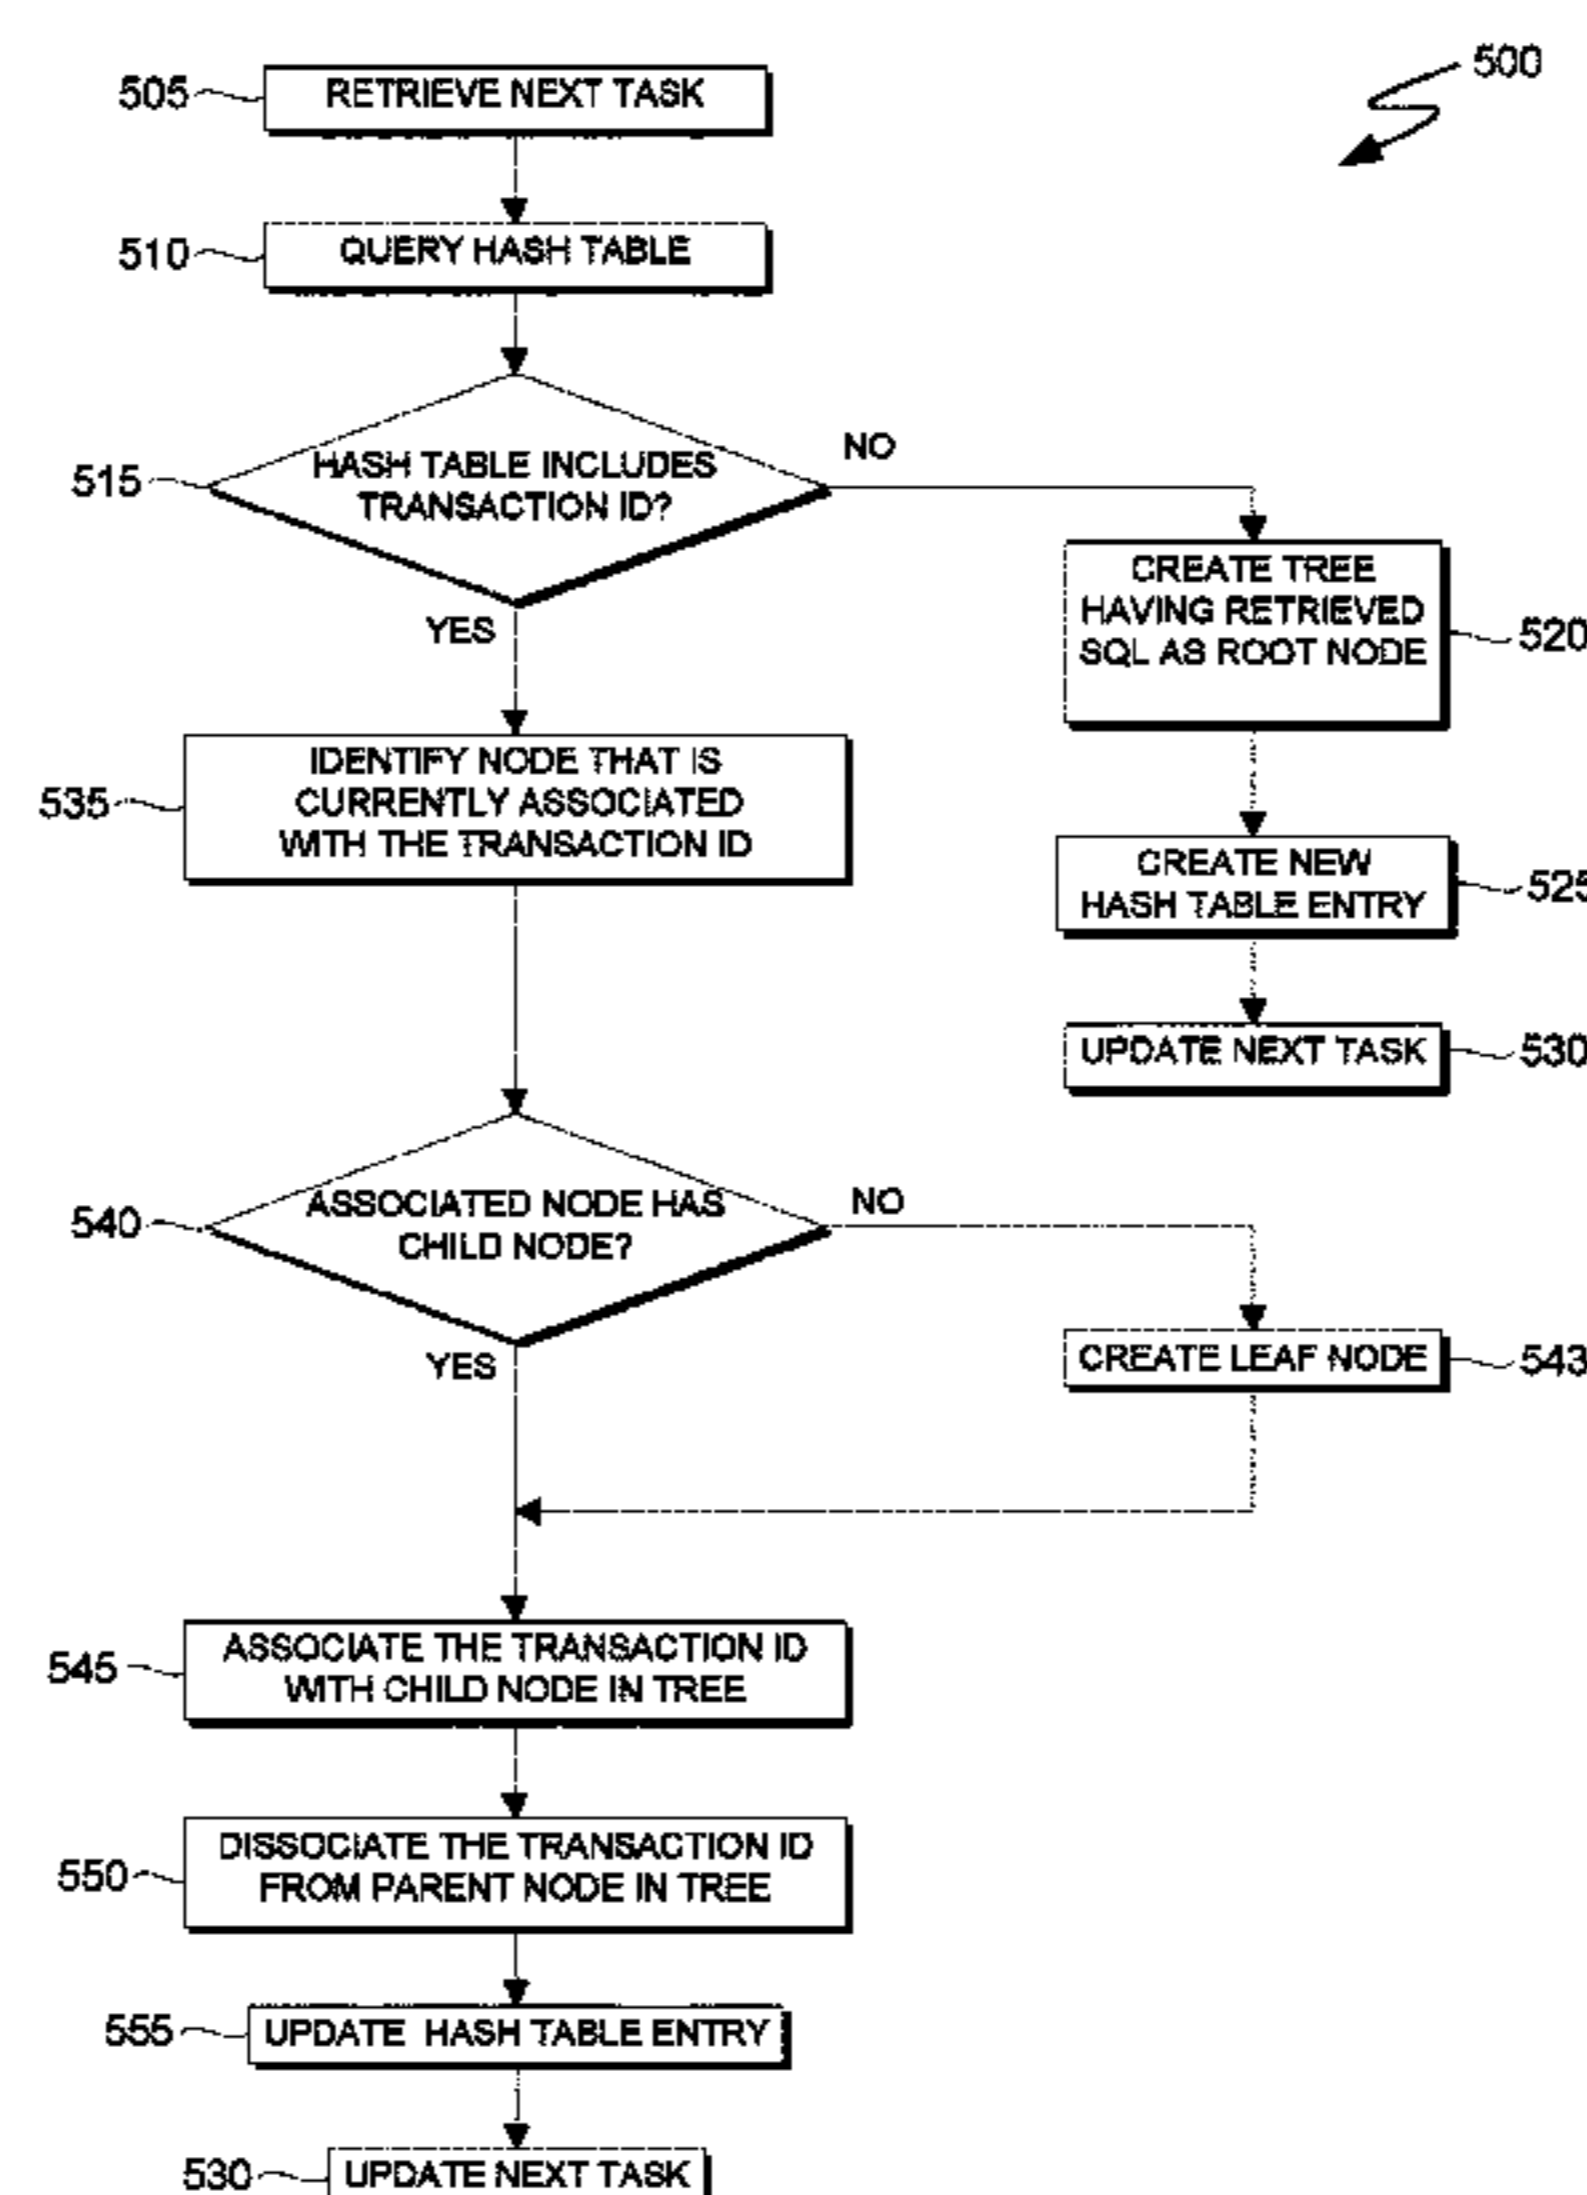 500
505
RETRIEVE NEXT TASK
510
QUERY HASH TABLE
515
HASH TABLE INCLUDES
TRANSACTION ID?
NO
YES
CREATE TREE
HAVING RETRIEVED
SQL AS ROOT NODE
520
535
IDENTIFY NODE THAT IS
CURRENTLY ASSOCIATED
WITH THE TRANSACTION ID
CREATE NEW
HASH TABLE ENTRY
525
UPDATE NEXT TASK
530
540
ASSOCIATED NODE HAS
CHILD NODE?
NO
YES
CREATE LEAF NODE
543
545
ASSOCIATE THE TRANSACTION ID
WITH CHILD NODE IN TREE
550
DISSOCIATE THE TRANSACTION ID
FROM PARENT NODE IN TREE
555
UPDATE HASH TABLE ENTRY
530
UPDATE NEXT TASK